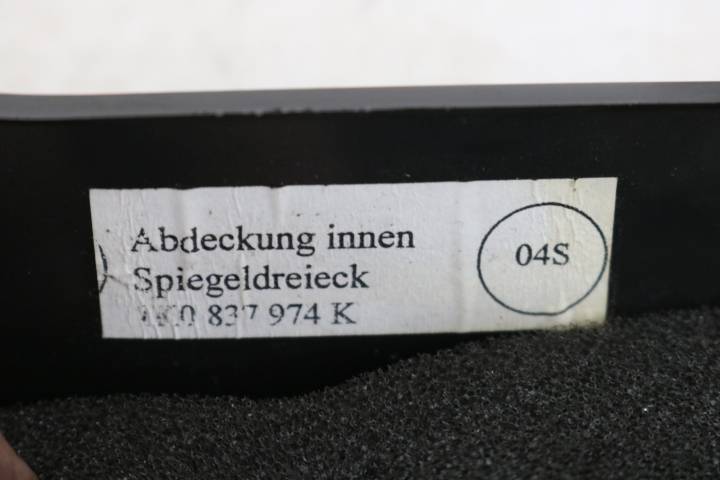 Abdeckung innen
Spiegeldreieck
837 974 K
04S